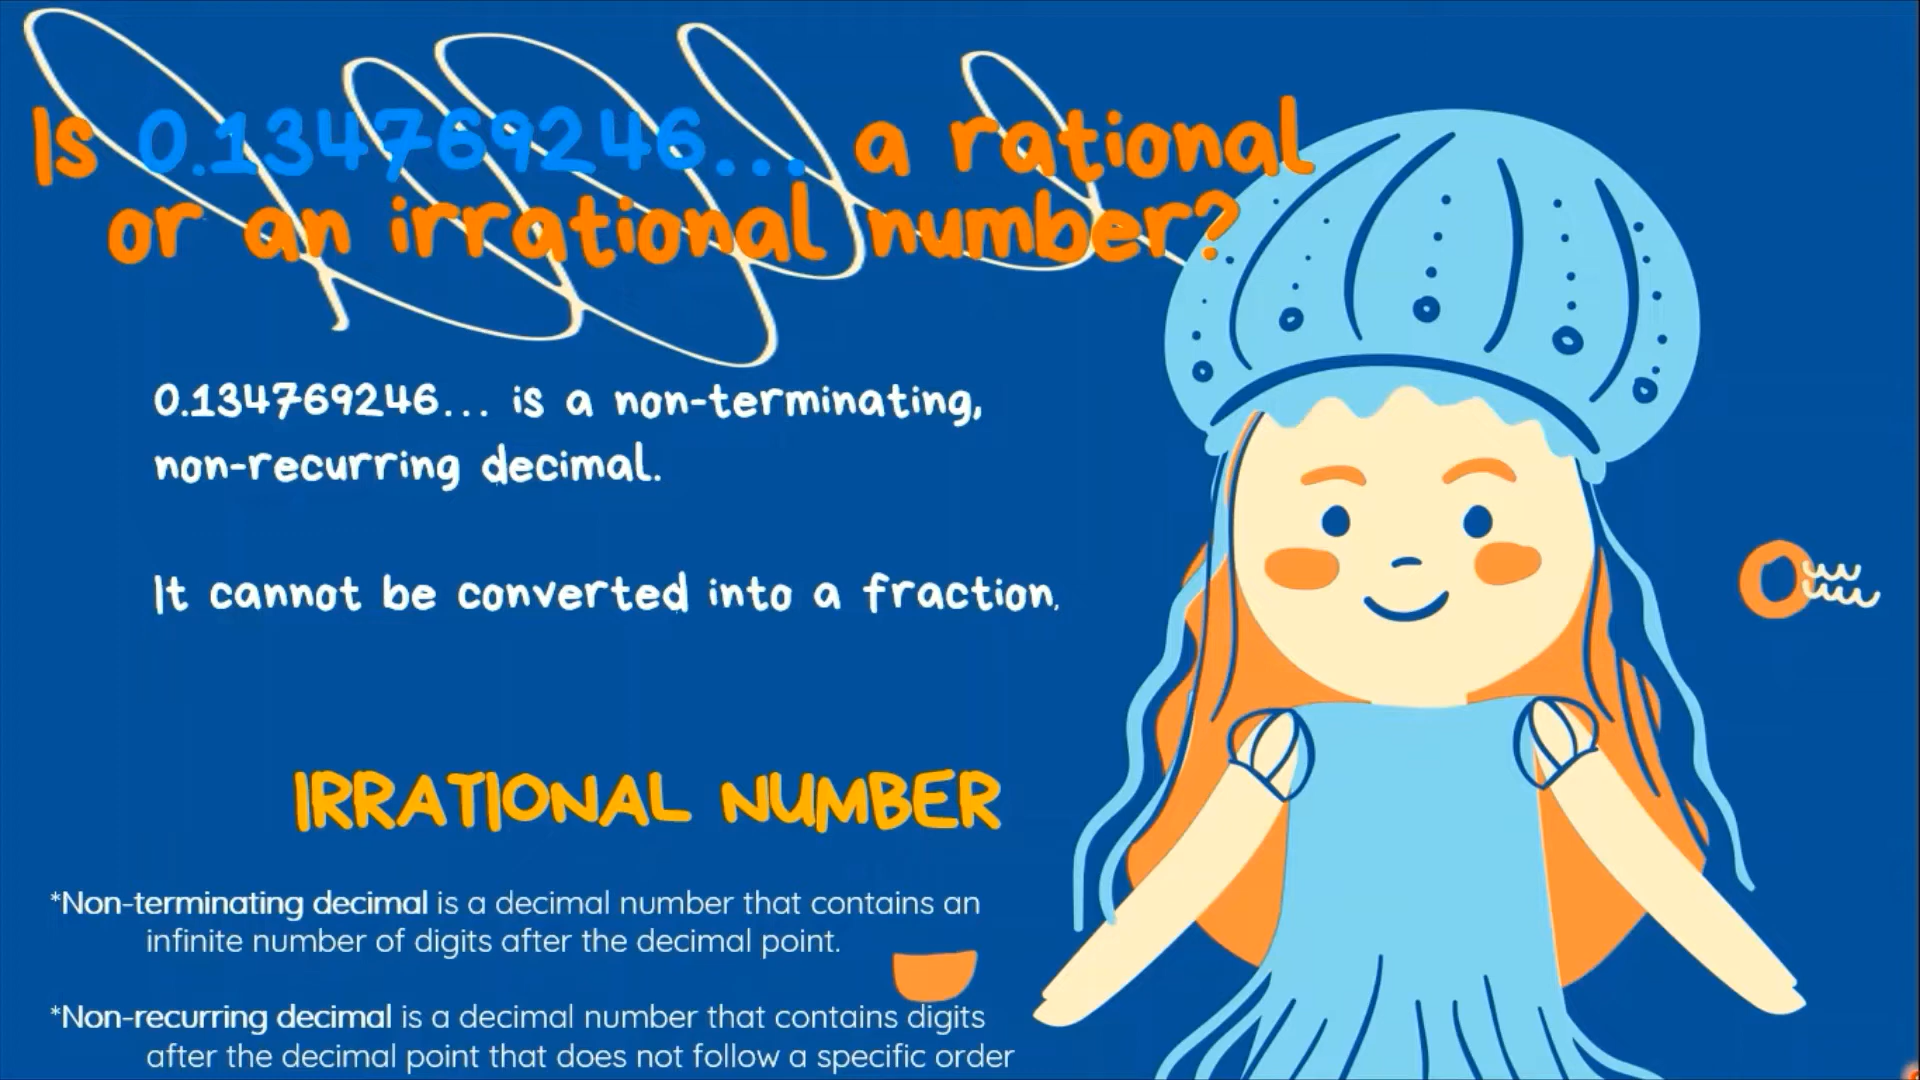 Is 0.134769246... a rational
or an irrational number?
0.134769246... is a non-terminating,
non-recurring decimal.
It cannot be converted into a fraction.
IRRATIONAL NUMBER
*Non-terminating decimal is a decimal number that contains an
infinite number of digits after the decimal point.
*Non-recurring decimal is a decimal number that contains digits
after the decimal point that does not follow a specific order